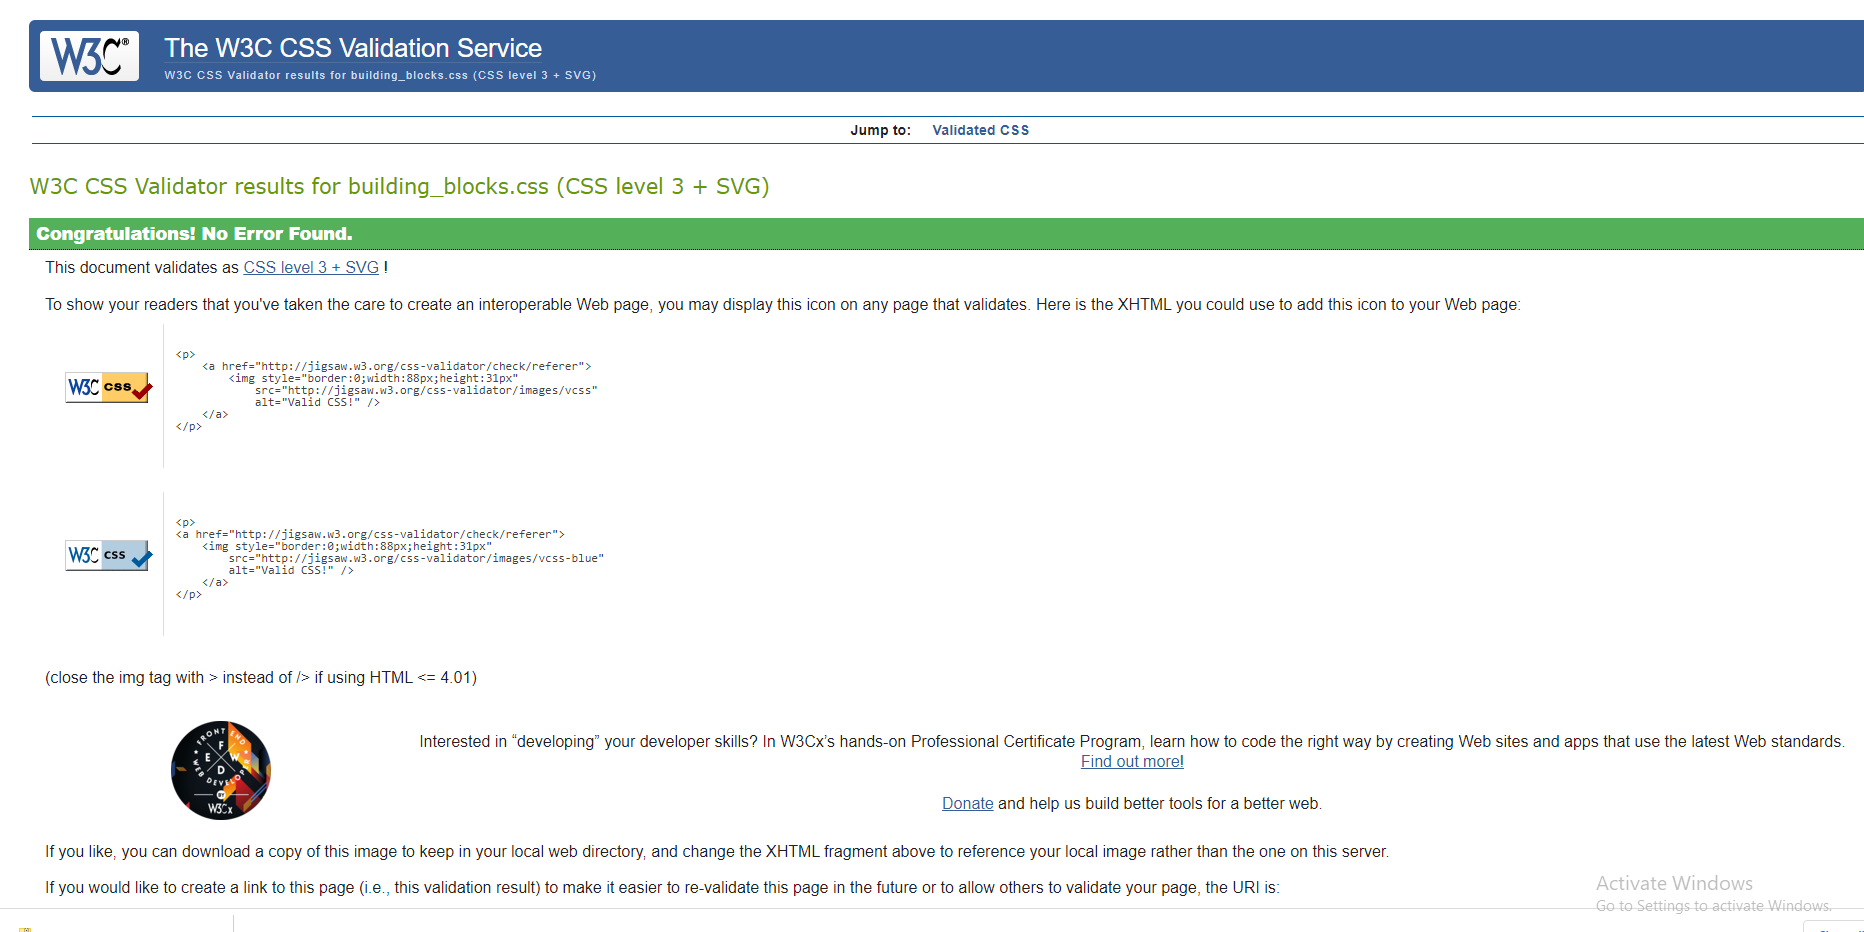 W3C®
The W3C CSS Validation Service
W3C CSS Validator results for building_blocks.css (CSS level 3 + SVG)
Jump to: Validated CSS
W3C CSS Validator results for building_blocks.css (CSS level 3 + SVG)
Congratulations! No Error Found.
This document validates as CSS level 3 + SVG !
To show your readers that you've taken the care to create an interoperable Web page, you may display this icon on any page that validates. Here is the XHTML you could use to add this icon to your Web page:
W3C css
<p>
<a href="http://jigsaw.w3.org/css-validator/check/referer">
<img style="border:0;width:88px;height:31px"
src="http://jigsaw.w3.org/css-validator/images/vcss"
alt="Valid CSS!" />
</a>
</p>
W3C css
<p>
<a href="http://jigsaw.w3.org/css-validator/check/referer">
<img style="border:0;width:88px;height:31px"
src="http://jigsaw.w3.org/css-validator/images/vcss-blue"
alt="Valid CSS!" />
</a>
</p>
(close the img tag with > instead of /> if using HTML <= 4.01)
FRONT END
WEB DEVELOPER
F
E W
D
BY
W3Cx
Interested in “developing” your developer skills? In W3Cx’s hands-on Professional Certificate Program, learn how to code the right way by creating Web sites and apps that use the latest Web standards.
Find out more!
Donate and help us build better tools for a better web.
If you like, you can download a copy of this image to keep in your local web directory, and change the XHTML fragment above to reference your local image rather than the one on this server.
If you would like to create a link to this page (i.e., this validation result) to make it easier to re-validate this page in the future or to allow others to validate your page, the URI is:
Activate Windows
Go to Settings to activate Windows.